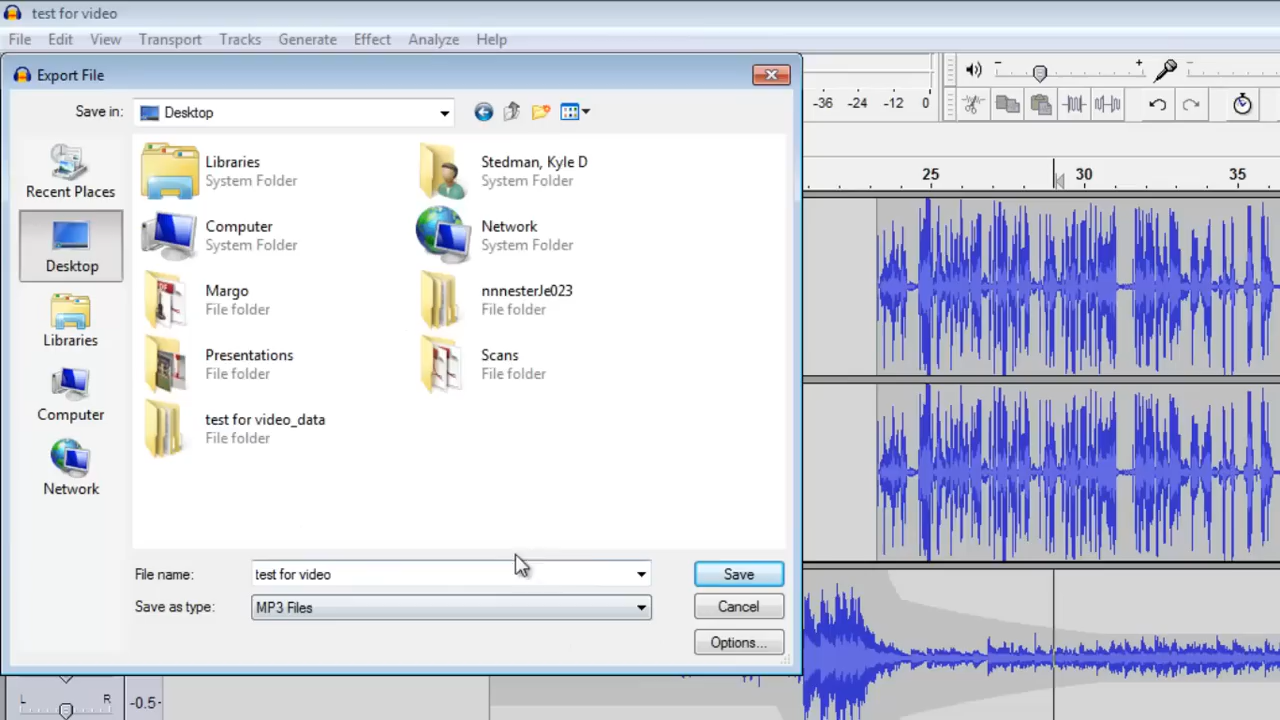 test for video
File Edit View Transport Tracks Generate Effect Analyze Help
Export File
Save in: Desktop
-36 -24 -12 0
25 30 35
Recent Places
Desktop
Libraries
Computer
Network
Libraries
System Folder
Stedman, Kyle D
System Folder
Computer
System Folder
Network
System Folder
Margo
File folder
nnnesterJe023
File folder
Presentations
File folder
Scans
File folder
test for video_data
File folder
File name: test for video Save
Save as type: MP3 Files Cancel
Options...
L R -0.5-